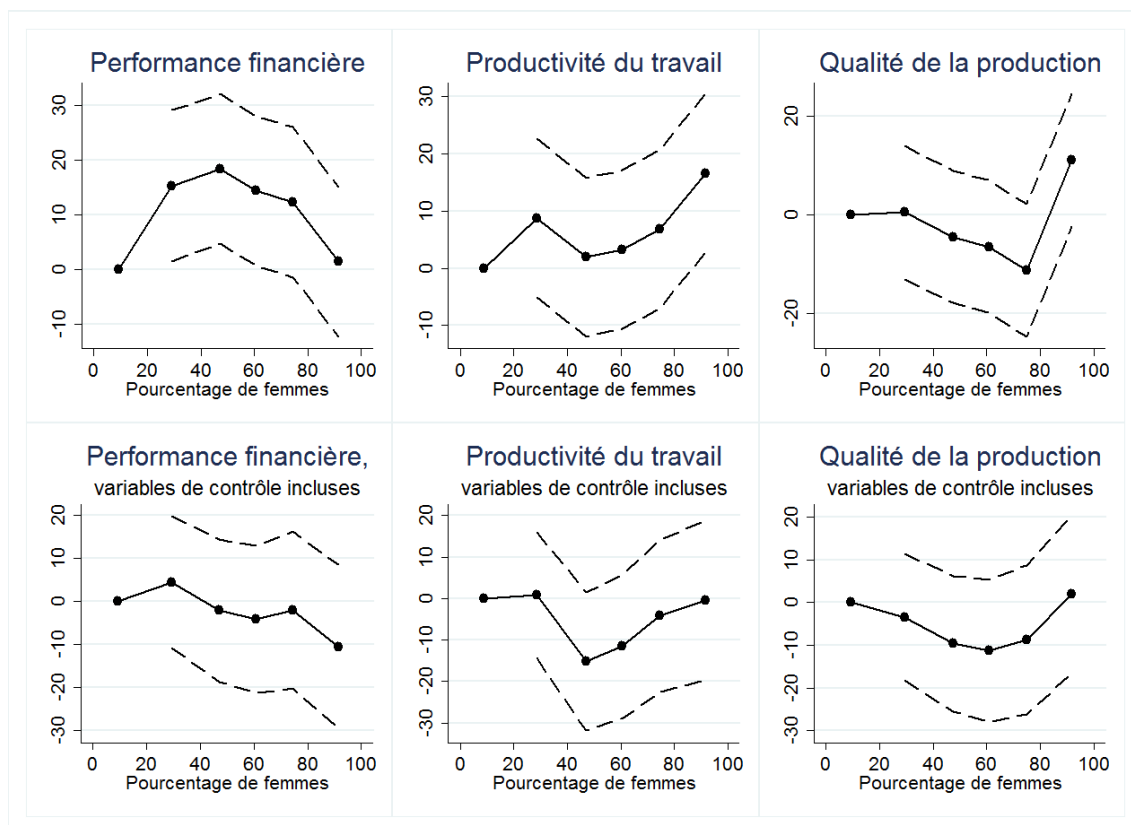 Performance financière
30
20
10
0
-10
0 20 40 60 80 100
Pourcentage de femmes
Productivité du travail
30
20
10
0
-10
0 20 40 60 80 100
Pourcentage de femmes
Qualité de la production
20
0
-20
0 20 40 60 80 100
Pourcentage de femmes
Performance financière,
variables de contrôle incluses
20
10
0
-10
-20
-30
0 20 40 60 80 100
Pourcentage de femmes
Productivité du travail
variables de contrôle incluses
20
10
0
-10
-20
-30
0 20 40 60 80 100
Pourcentage de femmes
Qualité de la production
variables de contrôle incluses
20
10
0
-10
-20
-30
0 20 40 60 80 100
Pourcentage de femmes